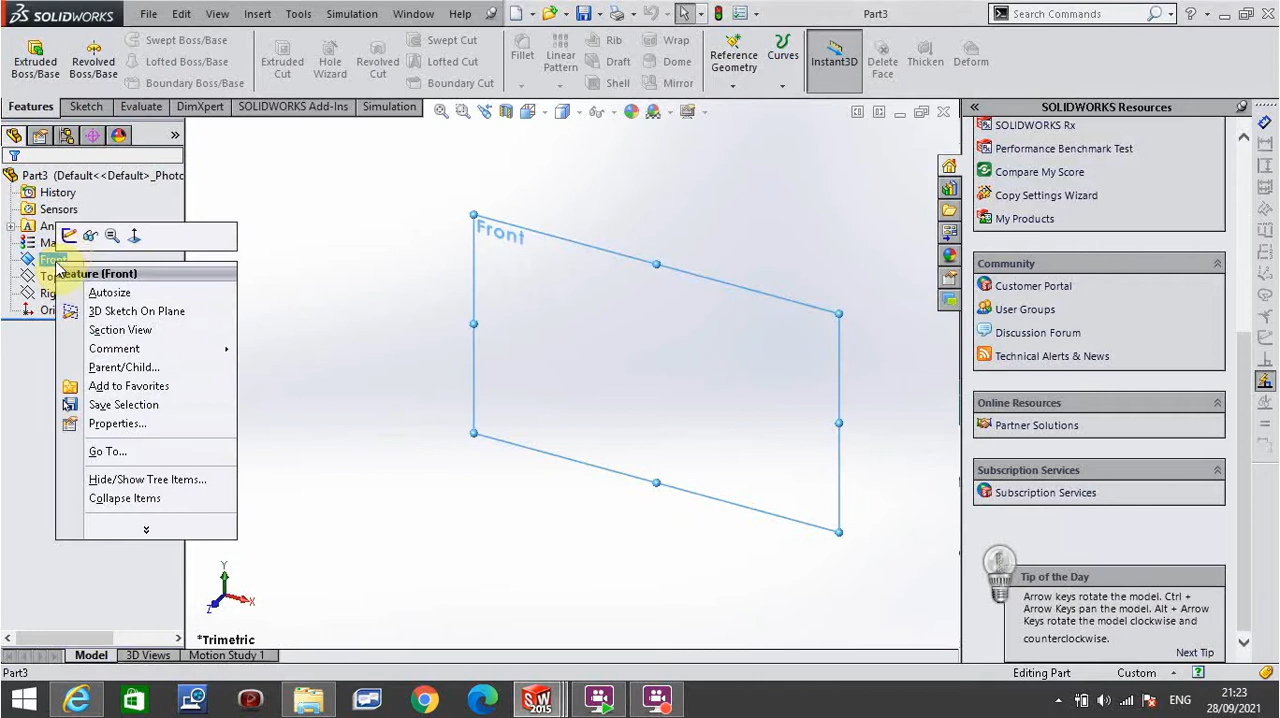 SOLIDWORKS File Edit View Insert Tools Simulation Window Help Part3 Search Commands
Extruded Boss/Base
Revolved Boss/Base
Swept Boss/Base
Lofted Boss/Base
Boundary Boss/Base
Extruded Cut
Hole Wizard
Revolved Cut
Swept Cut
Lofted Cut
Boundary Cut
Fillet
Linear Pattern
Rib
Draft
Shell
Wrap
Dome
Mirror
Reference Geometry
Curves
Instant3D
Delete Face
Thicken
Deform
Features Sketch Evaluate DimXpert SOLIDWORKS Add-Ins Simulation
Part3 (Default<<Default>_Photo
History
Sensors
An
Ma
Front
To
Rig
Ori
Feature (Front)
Autosize
3D Sketch On Plane
Section View
Comment
Parent/Child...
Add to Favorites
Save Selection
Properties...
Go To...
Hide/Show Tree Items...
Collapse Items
Front
Y
X
Z
*Trimetric
SOLIDWORKS Resources
SOLIDWORKS Rx
Performance Benchmark Test
Compare My Score
Copy Settings Wizard
My Products
Community
Customer Portal
User Groups
Discussion Forum
Technical Alerts & News
Online Resources
Partner Solutions
Subscription Services
Subscription Services
Tip of the Day
Arrow keys rotate the model. Ctrl +
Arrow Keys pan the model. Alt + Arrow
Keys rotate the model clockwise and
counterclockwise.
Next Tip
Model 3D Views Motion Study 1
Part3 Editing Part Custom
SW 2015
ENG
21:23
28/09/2021